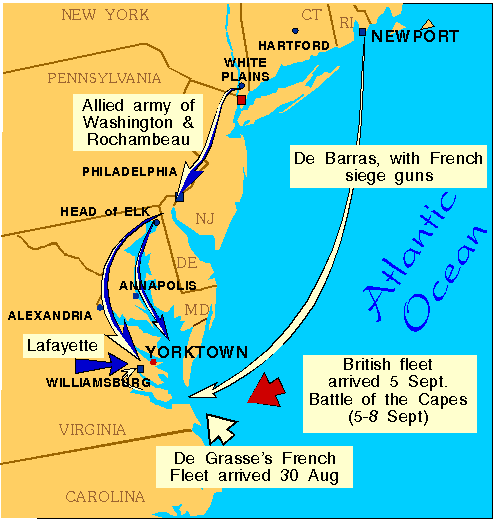 NEW YORK
CT
RI
HARTFORD
NEWPORT
WHITE
PLAINS
PENNSYLVANIA
Allied army of
Washington &
Rochambeau
De Barras, with French
siege guns
PHILADELPHIA
HEAD of ELK
NJ
Atlantic
Ocean
DE
ANNAPOLIS
MD
ALEXANDRIA
Lafayette
YORKTOWN
WILLIAMSBURG
British fleet
arrived 5 Sept.
Battle of the Capes
(5-8 Sept)
VIRGINIA
De Grasse's French
Fleet arrived 30 Aug
CAROLINA